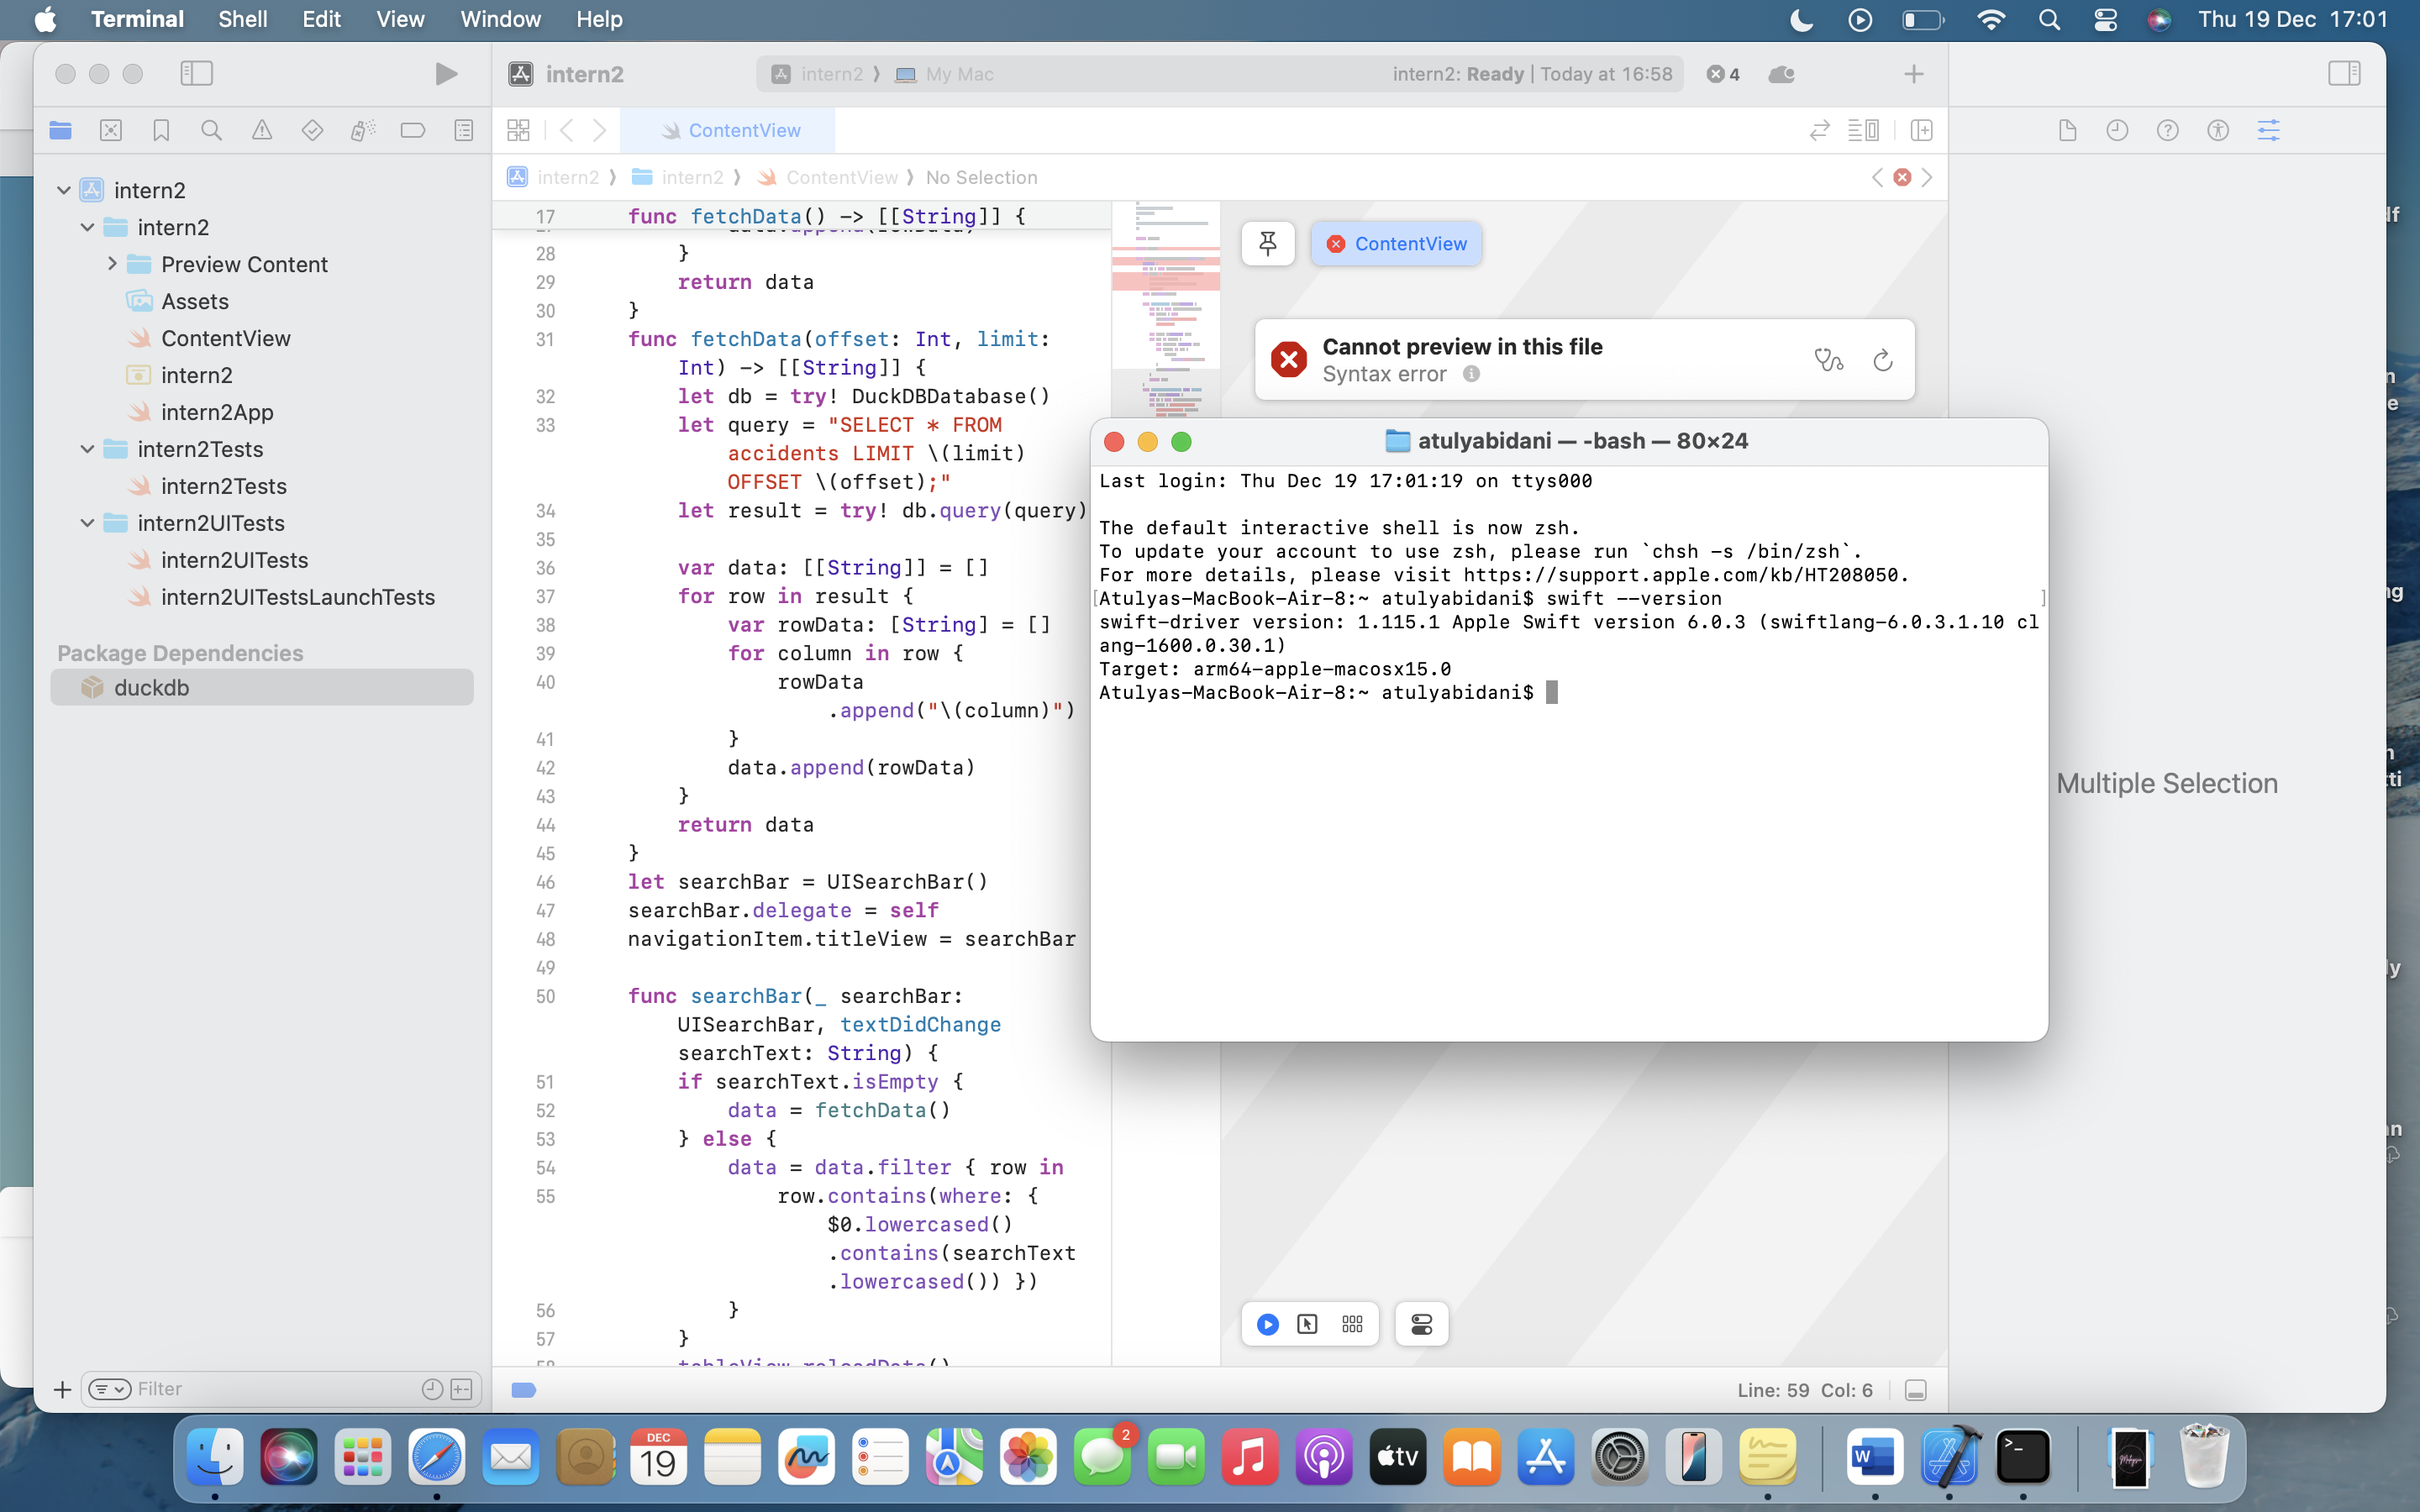 Terminal Shell Edit View Window Help Thu 19 Dec 17:01
intern2 intern2 My Mac intern2: Ready | Today at 16:58 4
ContentView
intern2 intern2 ContentView No Selection
intern2
intern2
Preview Content
Assets
ContentView
intern2
intern2App
intern2Tests
intern2Tests
intern2UITests
intern2UITests
intern2UITestsLaunchTests
Package Dependencies
duckdb
Filter
17 func fetchData() -> [[String]] {
data.append(rowData)
28 }
29 return data
30 }
31 func fetchData(offset: Int, limit:
Int) -> [[String]] {
32 let db = try! DuckDBDatabase()
33 let query = "SELECT * FROM
accidents LIMIT \(limit)
OFFSET \(offset);"
34 let result = try! db.query(query)
35
36 var data: [[String]] = []
37 for row in result {
38 var rowData: [String] = []
39 for column in row {
40 rowData
.append("\(column)")
41 }
42 data.append(rowData)
43 }
44 return data
45 }
46 let searchBar = UISearchBar()
47 searchBar.delegate = self
48 navigationItem.titleView = searchBar
49
50 func searchBar(_ searchBar:
UISearchBar, textDidChange
searchText: String) {
51 if searchText.isEmpty {
52 data = fetchData()
53 } else {
54 data = data.filter { row in
55 row.contains(where: {
$0.lowercased()
.contains(searchText
.lowercased()) })
56 }
57 }
58 tableView.reloadData()
ContentView
Cannot preview in this file
Syntax error
atulyabidani — -bash — 80×24
Last login: Thu Dec 19 17:01:19 on ttys000
The default interactive shell is now zsh.
To update your account to use zsh, please run `chsh -s /bin/zsh`.
For more details, please visit https://support.apple.com/kb/HT208050.
[Atulyas-MacBook-Air-8:~ atulyabidani$ swift --version ]
swift-driver version: 1.115.1 Apple Swift version 6.0.3 (swiftlang-6.0.3.1.10 cl
ang-1600.0.30.1)
Target: arm64-apple-macosx15.0
Atulyas-MacBook-Air-8:~ atulyabidani$
Multiple Selection
Line: 59 Col: 6
DEC
19
2
tv
W